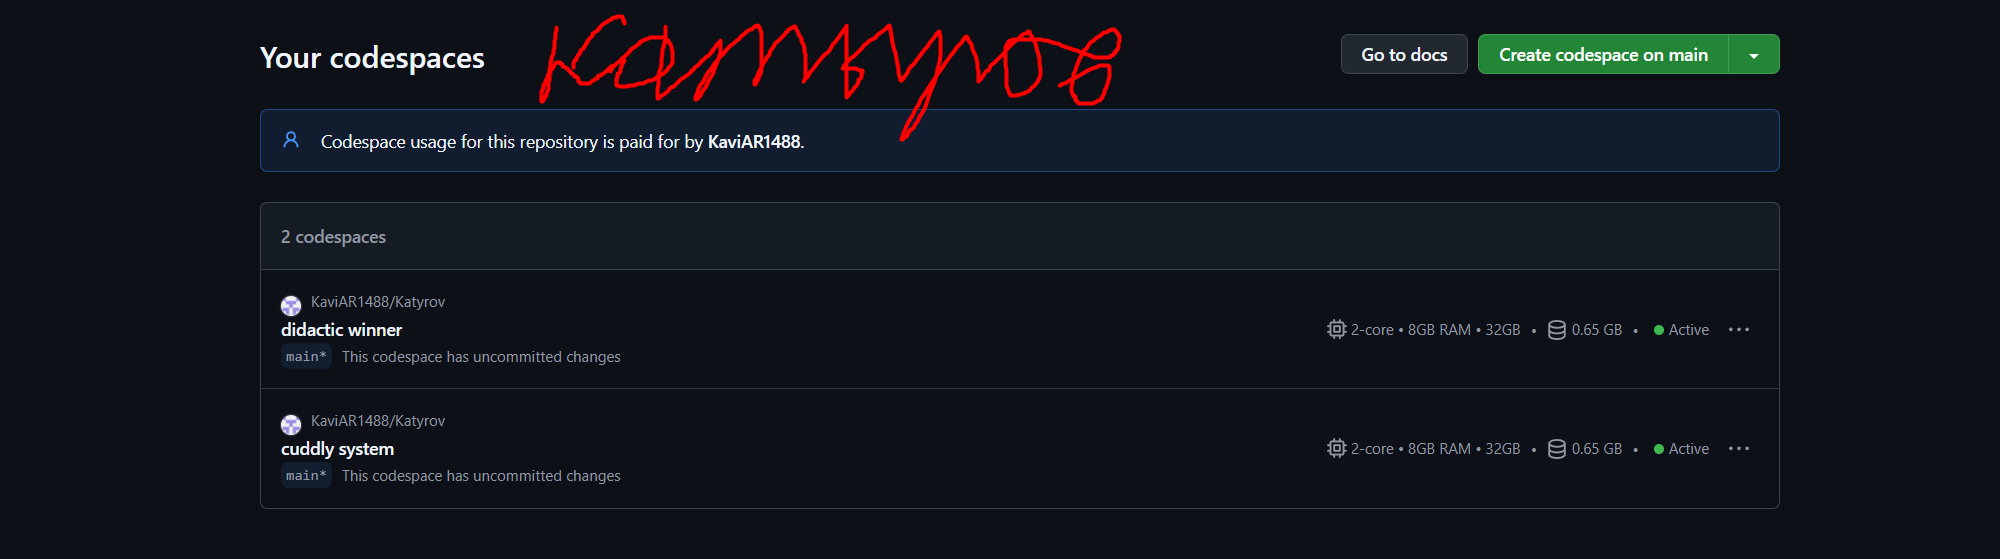 Your codespaces
Катыров
Go to docs
Create codespace on main
Codespace usage for this repository is paid for by KaviAR1488.
2 codespaces
KaviAR1488/Katyrov
didactic winner
2-core • 8GB RAM • 32GB • 0.65 GB • Active
main* This codespace has uncommitted changes
KaviAR1488/Katyrov
cuddly system
2-core • 8GB RAM • 32GB • 0.65 GB • Active
main* This codespace has uncommitted changes